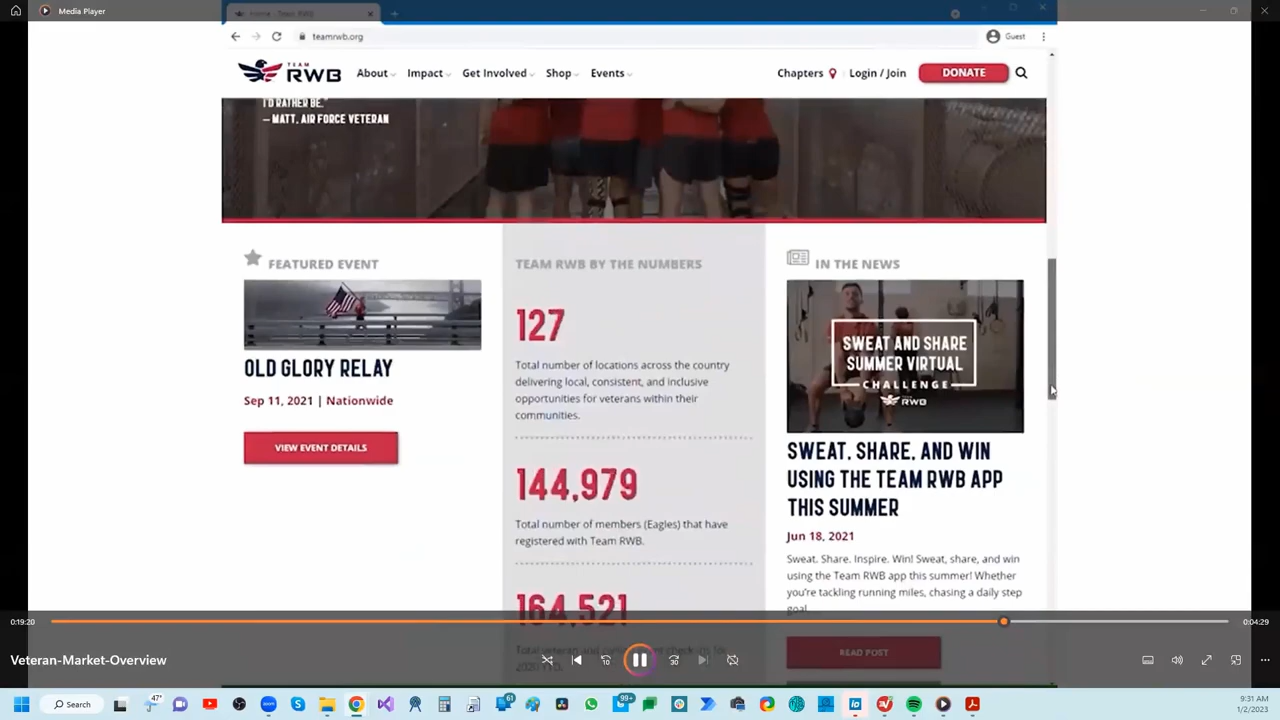 Media Player
Home - Team RWB
teamrwb.org
Guest
TEAM
RWB
About
Impact
Get Involved
Shop
Events
Chapters
Login / Join
DONATE
I'D RATHER BE."
— MATT, AIR FORCE VETERAN
FEATURED EVENT
OLD GLORY RELAY
Sep 11, 2021 | Nationwide
VIEW EVENT DETAILS
TEAM RWB BY THE NUMBERS
127
Total number of locations across the country
delivering local, consistent, and inclusive
opportunities for veterans within their
communities.
144,979
Total number of members (Eagles) that have
registered with Team RWB.
164,521
IN THE NEWS
SWEAT AND SHARE
SUMMER VIRTUAL
CHALLENGE
RWB
SWEAT, SHARE, AND WIN
USING THE TEAM RWB APP
THIS SUMMER
Jun 18, 2021
Sweat. Share. Inspire. Win! Sweat, share, and win
using the Team RWB app this summer! Whether
you're tackling running miles, chasing a daily step
goal...
READ POST
0:19:20
0:04:29
Veteran-Market-Overview
10
30
Search
47°
61
99+
9:31 AM
1/2/2023